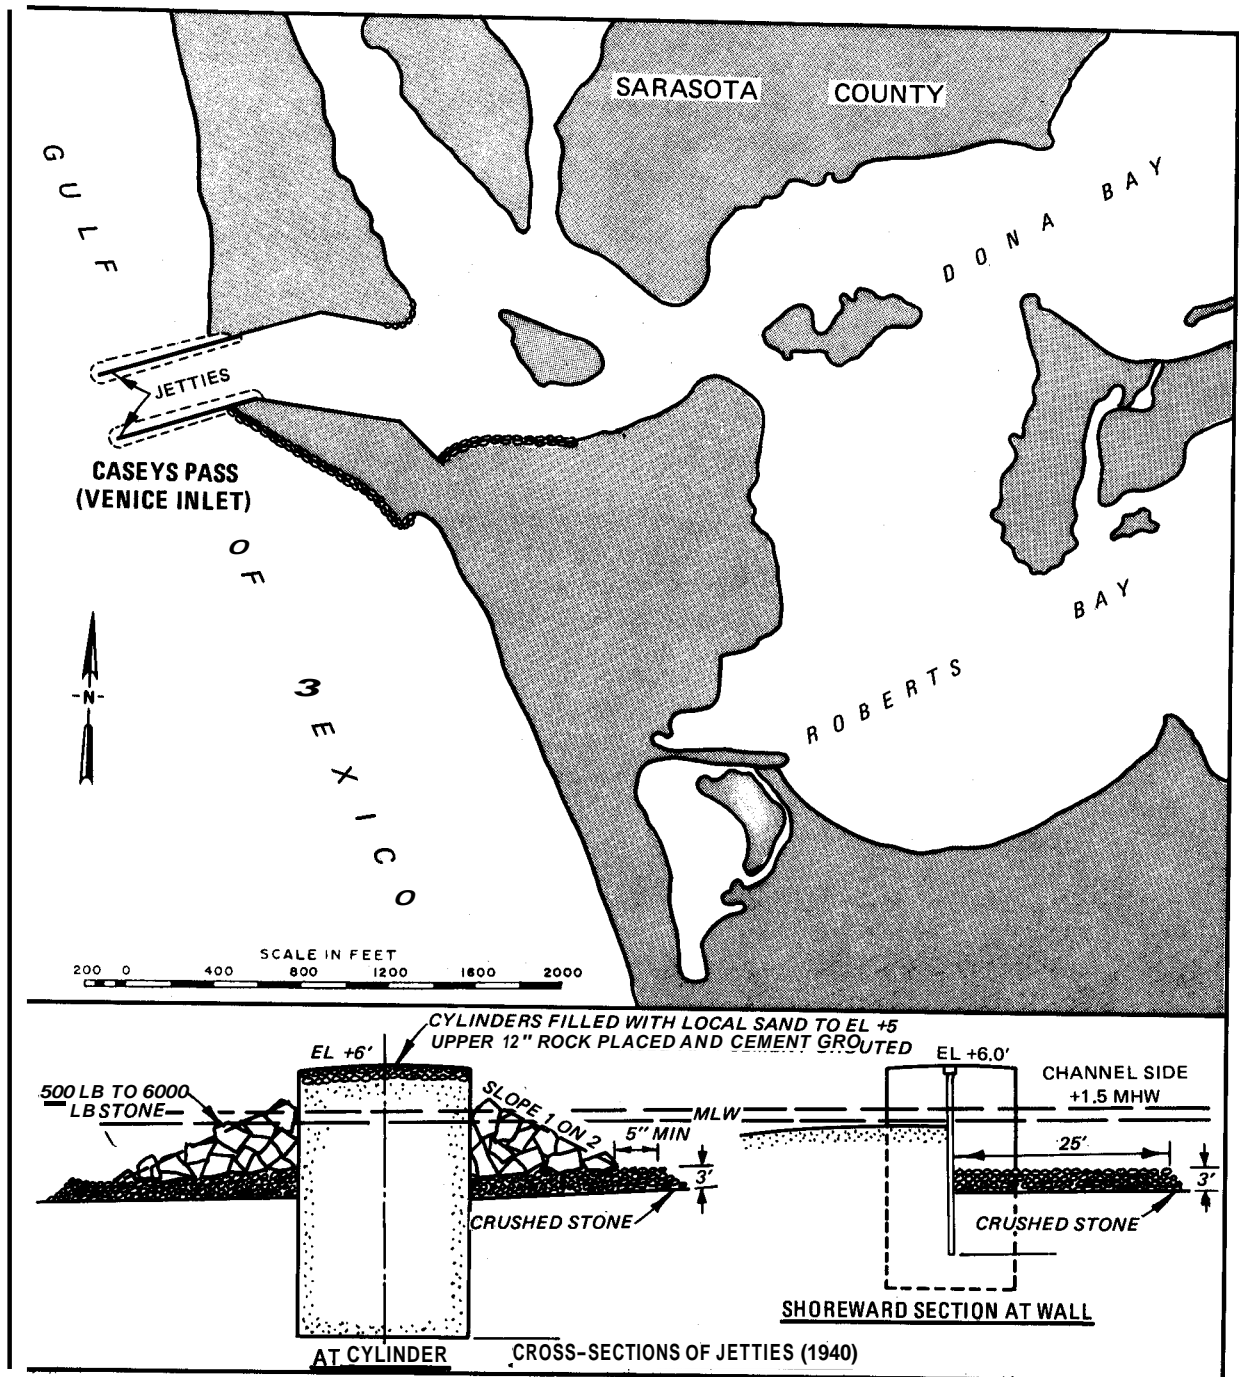 SARASOTA COUNTY
GULF
DONA BAY
JETTIES
CASEYS PASS
(VENICE INLET)
OF
MEXICO
BAY
ROBERTS
-N-
SCALE IN FEET
200 0 400 800 1200 1600 2000
CYLINDERS FILLED WITH LOCAL SAND TO EL +5
UPPER 12" ROCK PLACED AND CEMENT GROUTED
EL +6'
EL +6.0'
500 LB TO 6000
LB STONE
SLOPE 1 ON 2
5" MIN
3'
MLW
CHANNEL SIDE
+1.5 MHW
25'
3'
CRUSHED STONE
CRUSHED STONE
SHOREWARD SECTION AT WALL
AT CYLINDER
CROSS-SECTIONS OF JETTIES (1940)